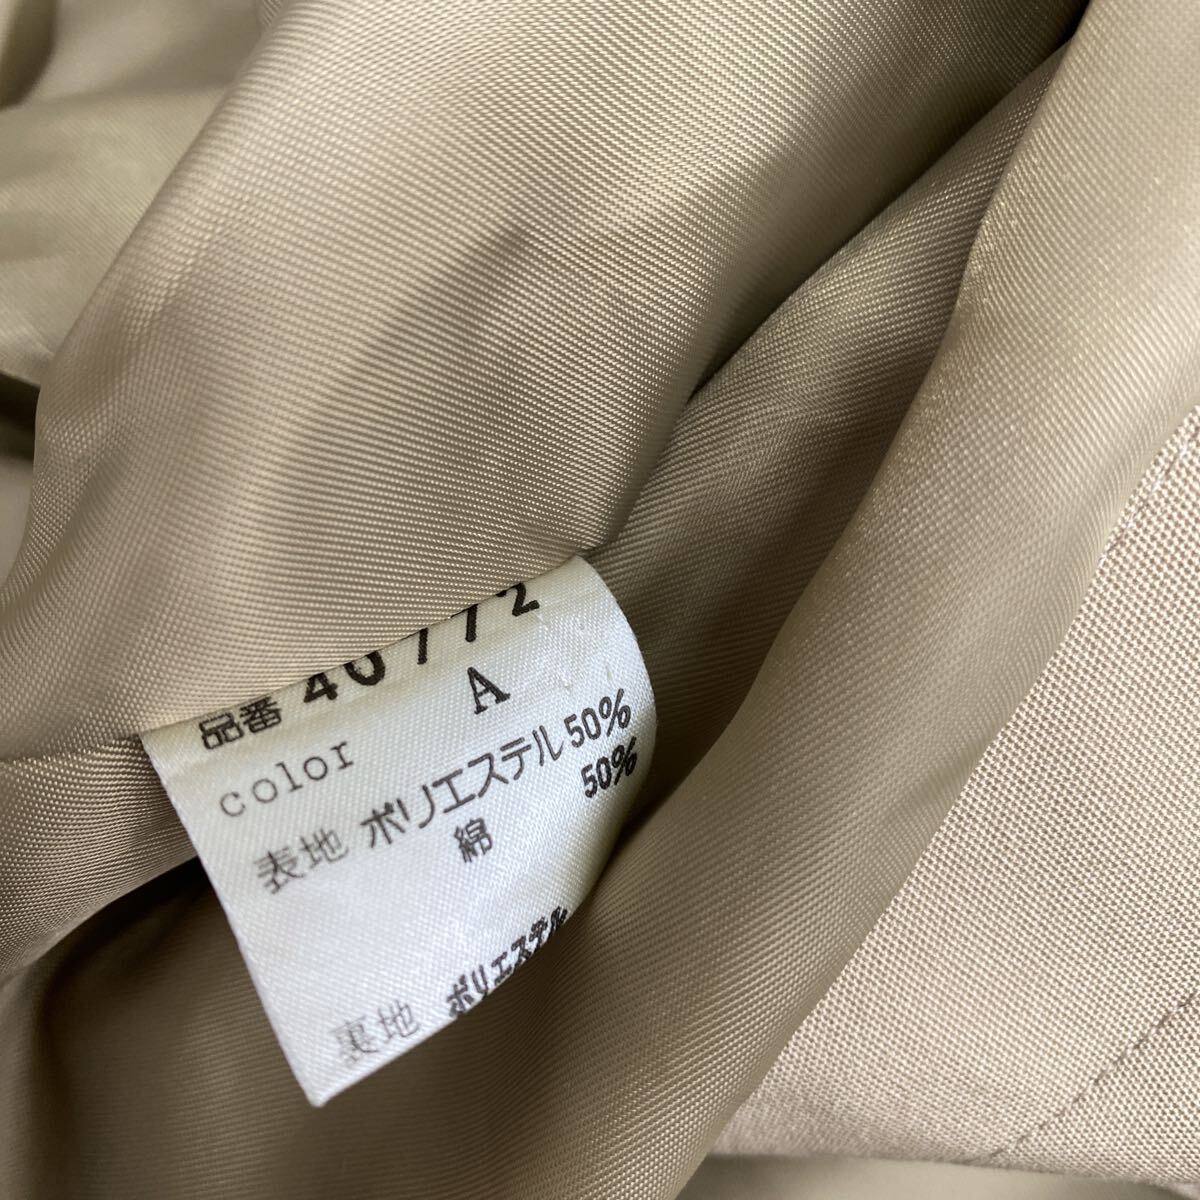 品番 40772
color A
表地 ポリエステル 50%
綿 50%
裏地 ポリエステル